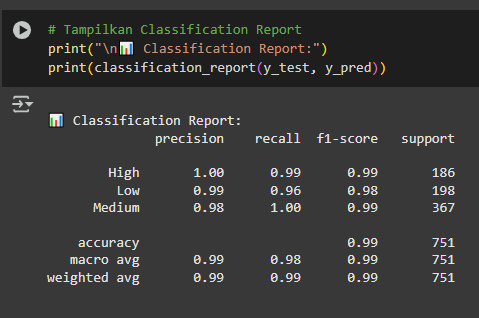 # Tampilkan Classification Report
print("\n📊 Classification Report:")
print(classification_report(y_test, y_pred))
📊 Classification Report:
precision recall f1-score support
High 1.00 0.99 0.99 186
Low 0.99 0.96 0.98 198
Medium 0.98 1.00 0.99 367
accuracy 0.99 751
macro avg 0.99 0.98 0.99 751
weighted avg 0.99 0.99 0.99 751